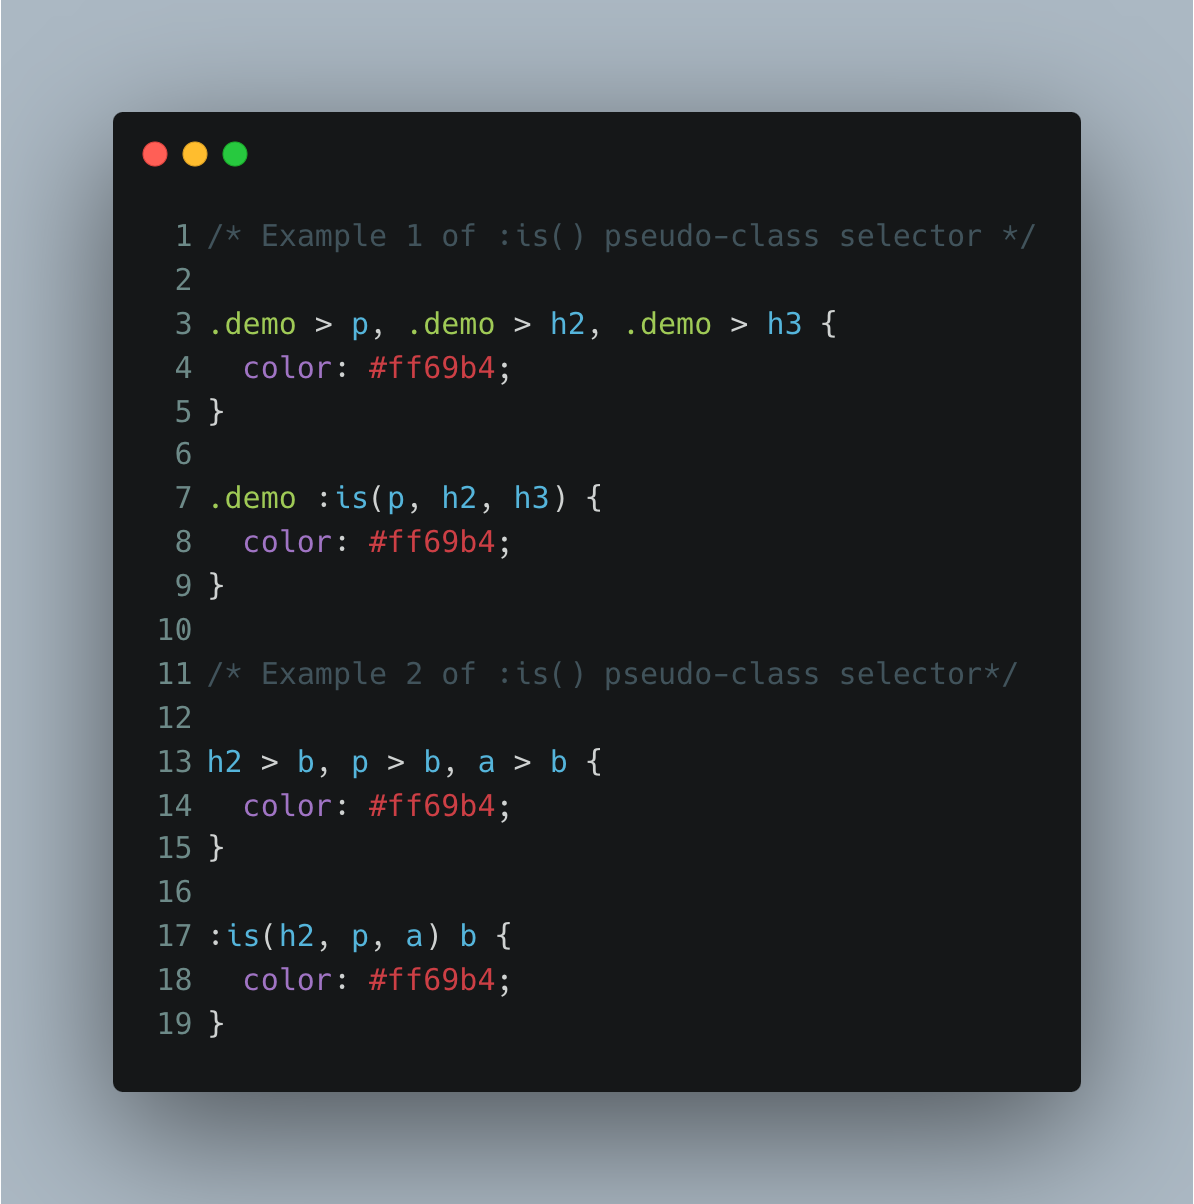 1 /* Example 1 of :is() pseudo-class selector */
2
3 .demo > p, .demo > h2, .demo > h3 {
4   color: #ff69b4;
5 }
6
7 .demo :is(p, h2, h3) {
8   color: #ff69b4;
9 }
10
11 /* Example 2 of :is() pseudo-class selector*/
12
13 h2 > b, p > b, a > b {
14   color: #ff69b4;
15 }
16
17 :is(h2, p, a) b {
18   color: #ff69b4;
19 }